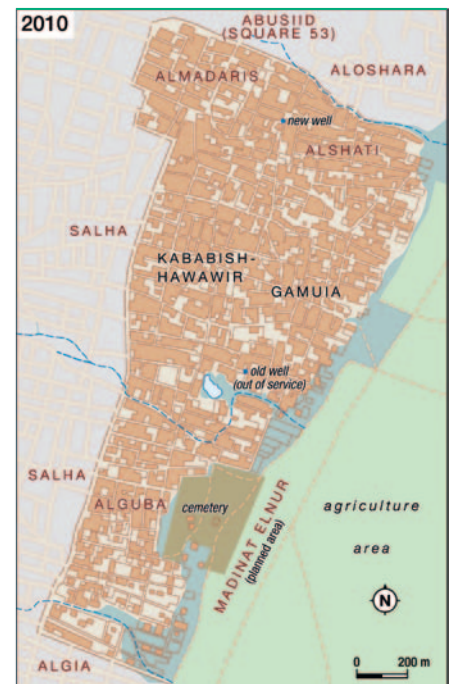 2010
ABUSIID
(SQUARE 53)
ALMADARIS
ALOSHARA
new well
ALSHATI
SALHA
KABABISH-
HAWAWIR
GAMUIA
old well
(out of service)
SALHA
ALGUBA
cemetery
MADINAT ELNUR
(planned area)
agriculture
area
N
ALGIA
0 200 m